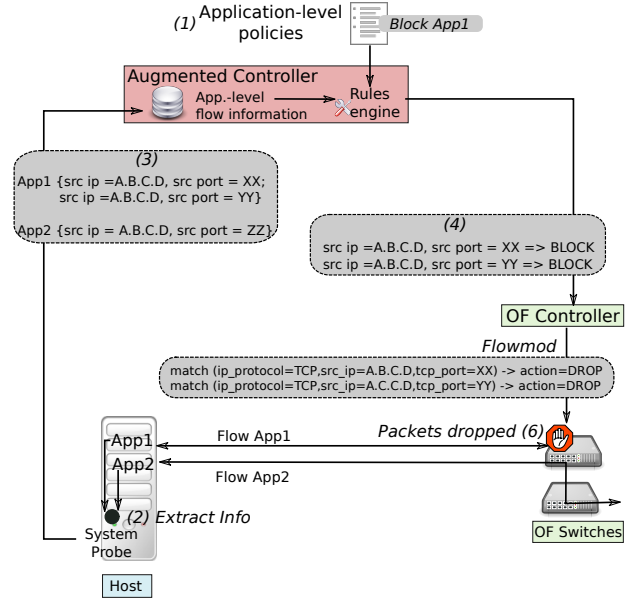 (1) Application-level
policies
Block App1
Augmented Controller
App.-level
flow information
Rules
engine
(3)
App1 {src ip =A.B.C.D, src port = XX;
src ip =A.B.C.D, src port = YY}
App2 {src ip = A.B.C.D, src port = ZZ}
(4)
src ip =A.B.C.D, src port = XX => BLOCK
src ip =A.B.C.D, src port = YY => BLOCK
OF Controller
Flowmod
match (ip_protocol=TCP,src_ip=A.B.C.D,tcp_port=XX) -> action=DROP
match (ip_protocol=TCP,src_ip=A.C.C.D,tcp_port=YY) -> action=DROP
Packets dropped (6)
App1
Flow App1
App2
Flow App2
(2) Extract Info
System
Probe
OF Switches
Host